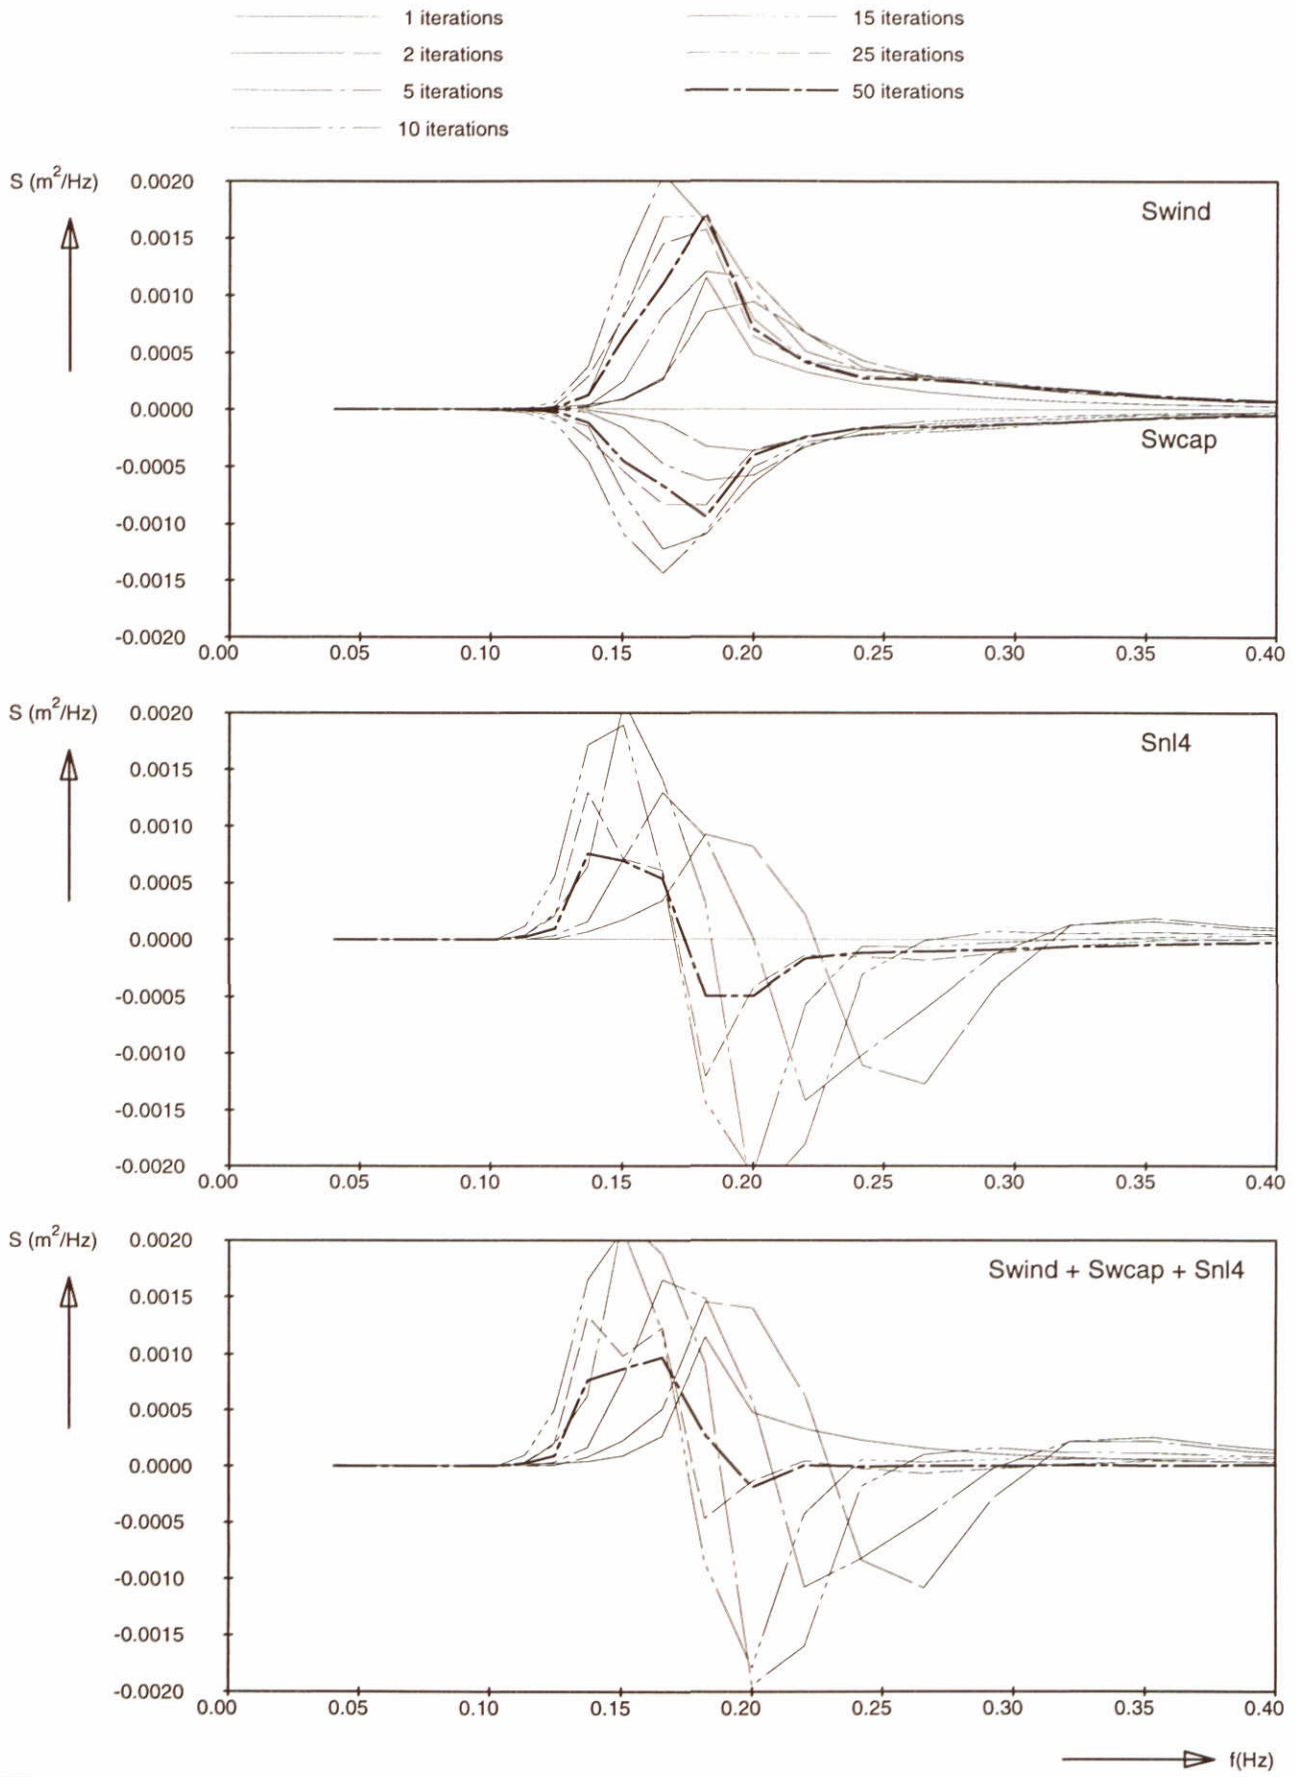 1 iterations 15 iterations
2 iterations 25 iterations
5 iterations 50 iterations
10 iterations
S (m²/Hz) 0.0020
Swind
0.0015
0.0010
0.0005
0.0000
Swcap
-0.0005
-0.0010
-0.0015
-0.0020
0.00 0.05 0.10 0.15 0.20 0.25 0.30 0.35 0.40
S (m²/Hz) 0.0020
Snl4
0.0015
0.0010
0.0005
0.0000
-0.0005
-0.0010
-0.0015
-0.0020
0.00 0.05 0.10 0.15 0.20 0.25 0.30 0.35 0.40
S (m²/Hz) 0.0020
Swind + Swcap + Snl4
0.0015
0.0010
0.0005
0.0000
-0.0005
-0.0010
-0.0015
-0.0020
0.00 0.05 0.10 0.15 0.20 0.25 0.30 0.35 0.40
f(Hz)